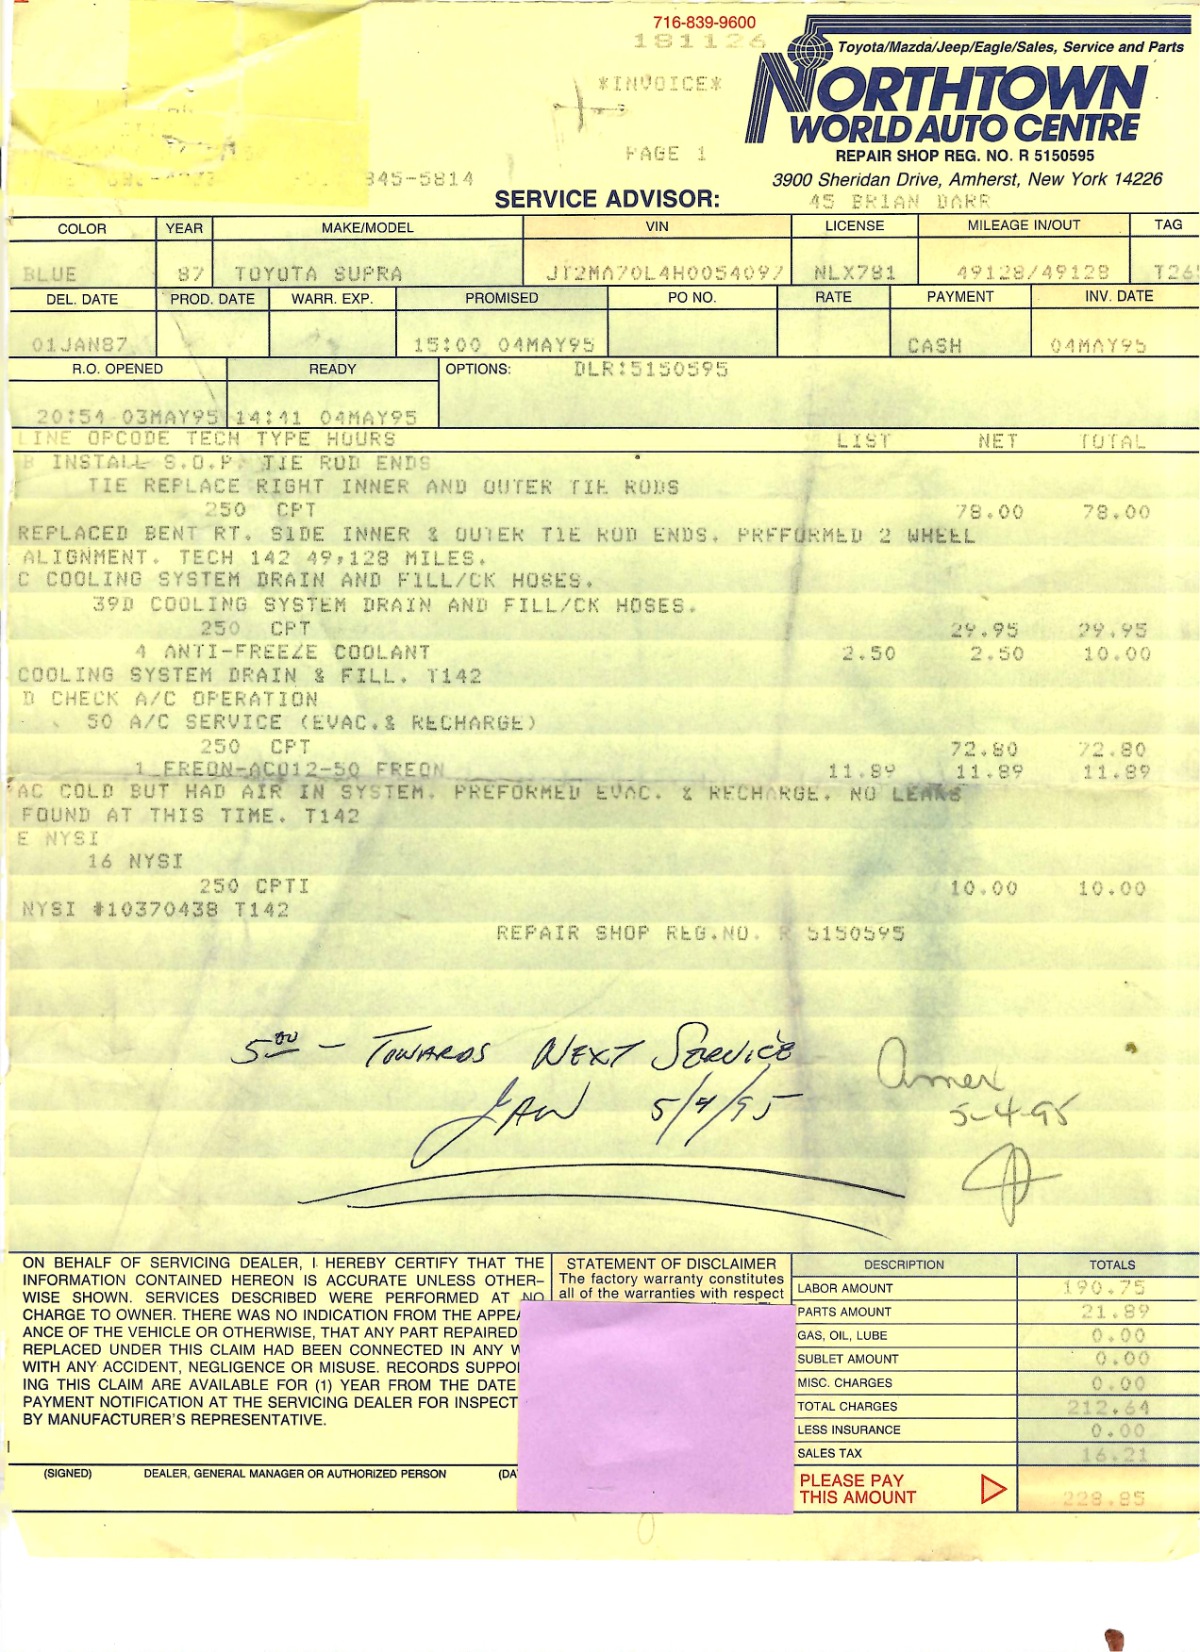 716-839-9600
181126
Toyota/Mazda/Jeep/Eagle/Sales, Service and Parts
*INVOICE*
NORTHTOWN
WORLD AUTO CENTRE
PAGE 1
REPAIR SHOP REG. NO. R 5150595
345-5814
3900 Sheridan Drive, Amherst, New York 14226
SERVICE ADVISOR: 45 BRIAN DARR
COLOR YEAR MAKE/MODEL VIN LICENSE MILEAGE IN/OUT TAG
BLUE 87 TOYOTA SUPRA JT2MA70L4H0054097 NLX781 49128/49128 T26
DEL. DATE PROD. DATE WARR. EXP. PROMISED PO NO. RATE PAYMENT INV. DATE
01JAN87 15:00 04MAY95 CASH 04MAY95
R.O. OPENED READY OPTIONS: DLR:5150595
20:54 03MAY95 14:41 04MAY95
LINE OPCODE TECH TYPE HOURS LIST NET TOTAL
B INSTALL S.O.P. TIE ROD ENDS
TIE REPLACE RIGHT INNER AND OUTER TIE RODS
250 CPT 78.00 78.00
REPLACED BENT RT. SIDE INNER & OUTER TIE ROD ENDS. PREFORMED 2 WHEEL
ALIGNMENT. TECH 142 49,128 MILES.
C COOLING SYSTEM DRAIN AND FILL/CK HOSES.
39D COOLING SYSTEM DRAIN AND FILL/CK HOSES.
250 CPT 29.95 29.95
4 ANTI-FREEZE COOLANT 2.50 2.50 10.00
COOLING SYSTEM DRAIN & FILL. T142
D CHECK A/C OPERATION
50 A/C SERVICE (EVAC.& RECHARGE)
250 CPT 72.80 72.80
1 FREON-AC012-50 FREON 11.89 11.89 11.89
AC COLD BUT HAD AIR IN SYSTEM. PREFORMED EVAC. & RECHARGE. NO LEAKS
FOUND AT THIS TIME. T142
E NYSI
16 NYSI
250 CPTI 10.00 10.00
NYSI #10370438 T142
REPAIR SHOP REG.NO. R 5150595
5.00 - TOWARDS NEXT SERVICE
JAW 5/4/95
Amex
5-4-95
ON BEHALF OF SERVICING DEALER, I HEREBY CERTIFY THAT THE
INFORMATION CONTAINED HEREON IS ACCURATE UNLESS OTHER-
WISE SHOWN. SERVICES DESCRIBED WERE PERFORMED AT NO
CHARGE TO OWNER. THERE WAS NO INDICATION FROM THE APPEA
ANCE OF THE VEHICLE OR OTHERWISE, THAT ANY PART REPAIRED
REPLACED UNDER THIS CLAIM HAD BEEN CONNECTED IN ANY W
WITH ANY ACCIDENT, NEGLIGENCE OR MISUSE. RECORDS SUPPO
ING THIS CLAIM ARE AVAILABLE FOR (1) YEAR FROM THE DATE
PAYMENT NOTIFICATION AT THE SERVICING DEALER FOR INSPECT
BY MANUFACTURER'S REPRESENTATIVE.
(SIGNED) DEALER, GENERAL MANAGER OR AUTHORIZED PERSON (DA
STATEMENT OF DISCLAIMER
The factory warranty constitutes
all of the warranties with respect
DESCRIPTION TOTALS
LABOR AMOUNT 190.75
PARTS AMOUNT 21.89
GAS, OIL, LUBE 0.00
SUBLET AMOUNT 0.00
MISC. CHARGES 0.00
TOTAL CHARGES 212.64
LESS INSURANCE 0.00
SALES TAX 16.21
PLEASE PAY
THIS AMOUNT 228.85